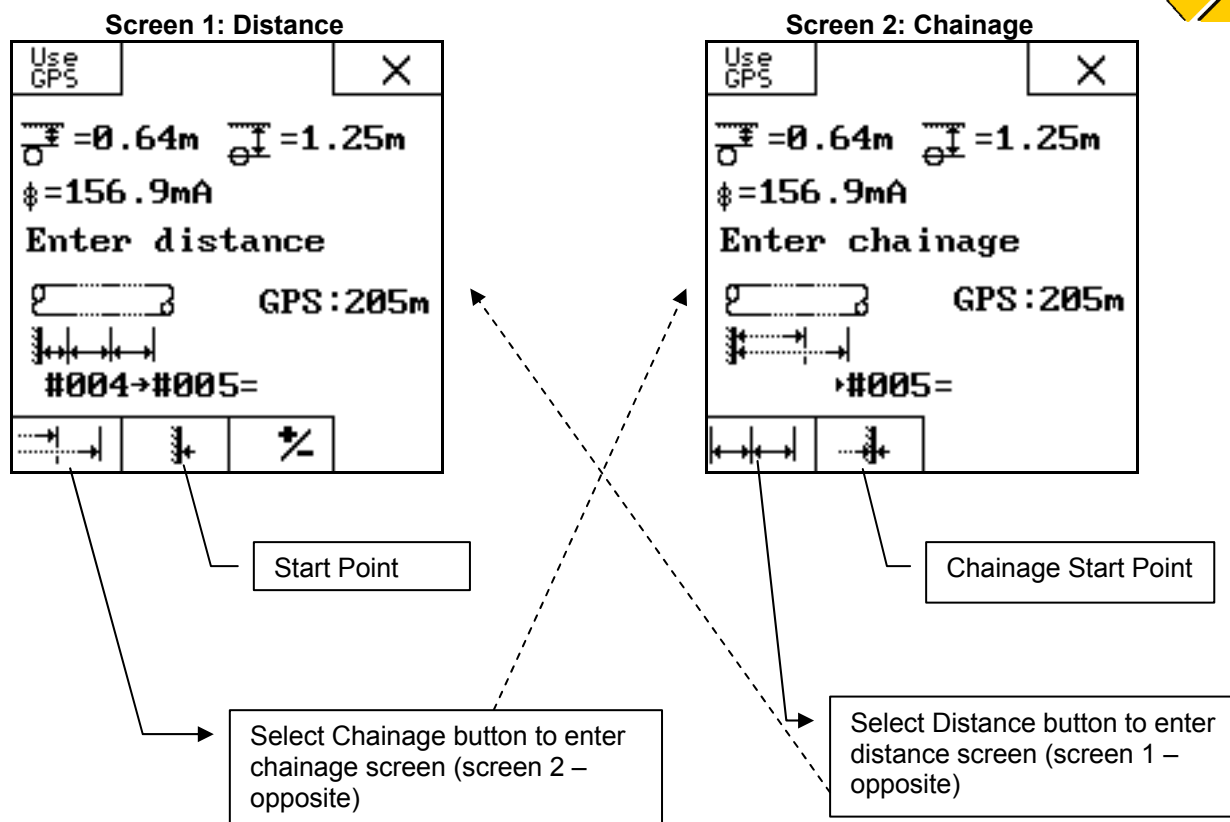 Screen 1: Distance
Use
GPS
X
=0.64m =1.25m
=156.9mA
Enter distance
GPS:205m
#004→#005=
+/-
Start Point
Select Chainage button to enter
chainage screen (screen 2 –
opposite)
Screen 2: Chainage
Use
GPS
X
=0.64m =1.25m
=156.9mA
Enter chainage
GPS:205m
#005=
Chainage Start Point
Select Distance button to enter
distance screen (screen 1 –
opposite)